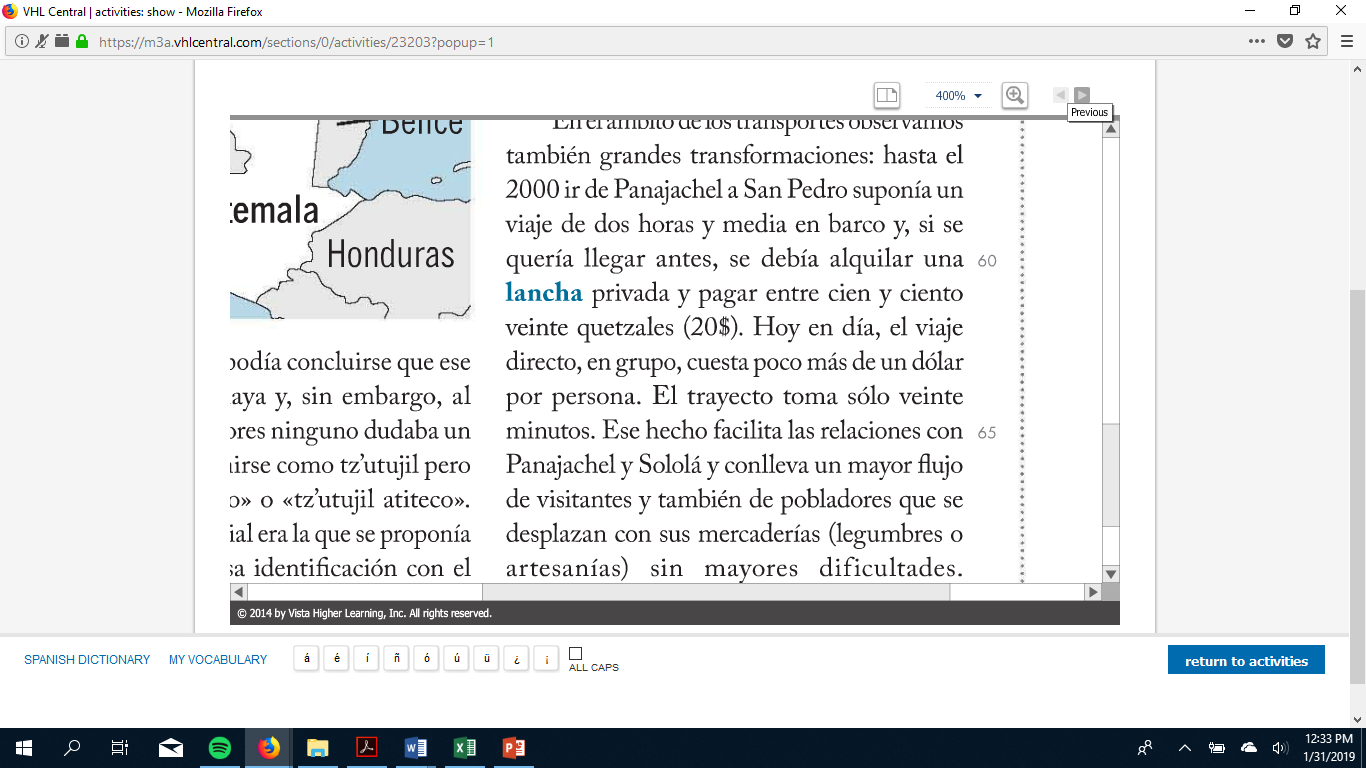 VHL Central | activities: show - Mozilla Firefox
https://m3a.vhlcentral.com/sections/0/activities/23203?popup=1
400%
Previous
Belice
temala
Honduras
podía concluirse que ese
aya y, sin embargo, al
ores ninguno dudaba un
irse como tz'utujil pero
o» o «tz'utujil atiteco».
ial era la que se proponía
sa identificación con el
En el ámbito de los transportes observamos
también grandes transformaciones: hasta el
2000 ir de Panajachel a San Pedro suponía un
viaje de dos horas y media en barco y, si se
quería llegar antes, se debía alquilar una 60
lancha privada y pagar entre cien y ciento
veinte quetzales (20$). Hoy en día, el viaje
directo, en grupo, cuesta poco más de un dólar
por persona. El trayecto toma sólo veinte
minutos. Ese hecho facilita las relaciones con 65
Panajachel y Sololá y conlleva un mayor flujo
de visitantes y también de pobladores que se
desplazan con sus mercaderías (legumbres o
artesanías) sin mayores dificultades.
© 2014 by Vista Higher Learning, Inc. All rights reserved.
SPANISH DICTIONARY MY VOCABULARY á é í ñ ó ú ü ¿ ¡ ALL CAPS
return to activities
12:33 PM
1/31/2019